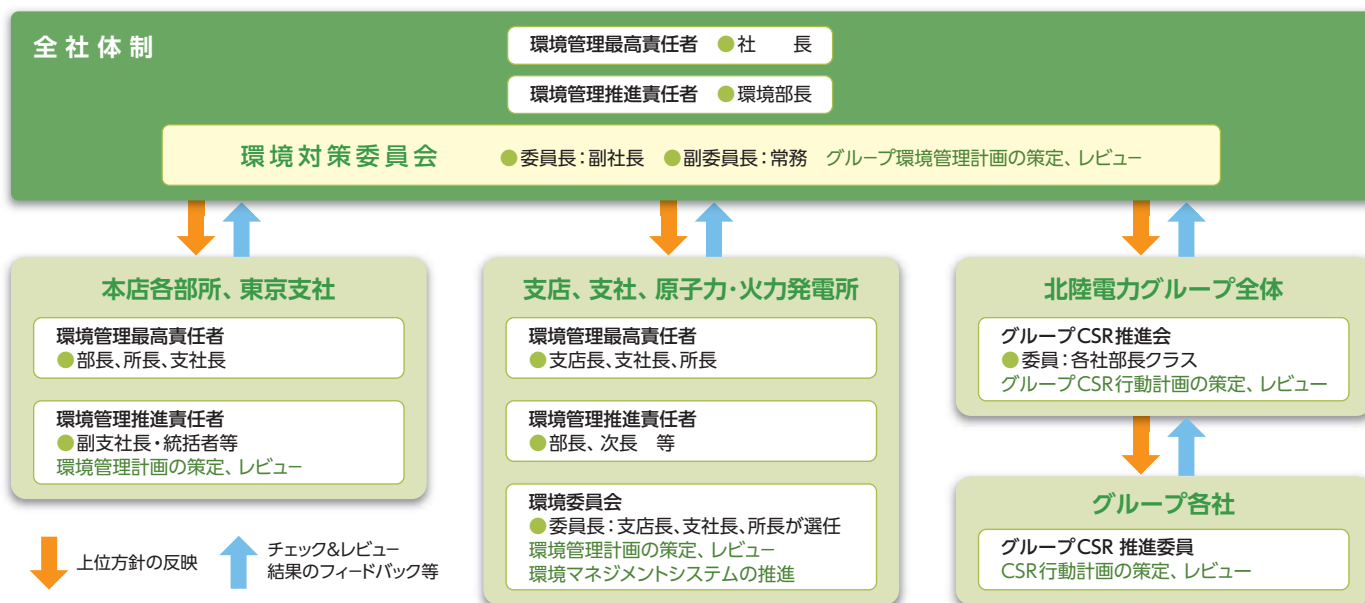 全社体制
環境管理最高責任者 ●社　長
環境管理推進責任者 ●環境部長
環境対策委員会 ●委員長：副社長 ●副委員長：常務 グループ環境管理計画の策定、レビュー
本店各部所、東京支社
環境管理最高責任者
●部長、所長、支社長
環境管理推進責任者
●副支社長・統括者等
環境管理計画の策定、レビュー
支店、支社、原子力・火力発電所
環境管理最高責任者
●支店長、支社長、所長
環境管理推進責任者
●部長、次長　等
環境委員会
●委員長：支店長、支社長、所長が選任
環境管理計画の策定、レビュー
環境マネジメントシステムの推進
北陸電力グループ全体
グループCSR推進会
●委員：各社部長クラス
グループCSR行動計画の策定、レビュー
グループ各社
グループCSR 推進委員
CSR行動計画の策定、レビュー
上位方針の反映
チェック&レビュー
結果のフィードバック等